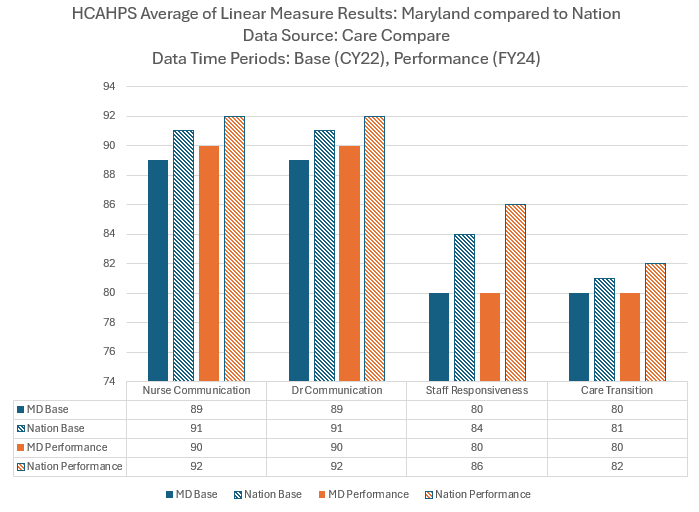 HCAHPS Average of Linear Measure Results: Maryland compared to Nation
Data Source: Care Compare
Data Time Periods: Base (CY22), Performance (FY24)
94
92
90
88
86
84
82
80
78
76
74
Nurse Communication Dr Communication Staff Responsiveness Care Transition
MD Base 89 89 80 80
Nation Base 91 91 84 81
MD Performance 90 90 80 80
Nation Performance 92 92 86 82
MD Base Nation Base MD Performance Nation Performance